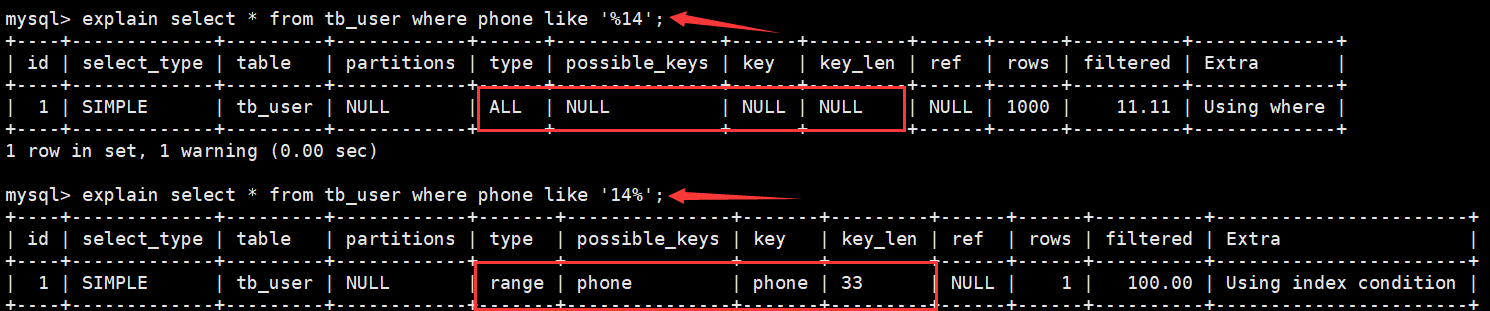 mysql> explain select * from tb_user where phone like '%14';
+----+-------------+---------+------------+------+---------------+------+---------+------+------+----------+-------------+
| id | select_type | table   | partitions | type | possible_keys | key  | key_len | ref  | rows | filtered | Extra       |
+----+-------------+---------+------------+------+---------------+------+---------+------+------+----------+-------------+
|  1 | SIMPLE      | tb_user | NULL       | ALL  | NULL          | NULL | NULL    | NULL | 1000 |    11.11 | Using where |
+----+-------------+---------+------------+------+---------------+------+---------+------+------+----------+-------------+
1 row in set, 1 warning (0.00 sec)
mysql> explain select * from tb_user where phone like '14%';
+----+-------------+---------+------------+-------+---------------+-------+---------+------+------+----------+-----------------------+
| id | select_type | table   | partitions | type  | possible_keys | key   | key_len | ref  | rows | filtered | Extra                 |
+----+-------------+---------+------------+-------+---------------+-------+---------+------+------+----------+-----------------------+
|  1 | SIMPLE      | tb_user | NULL       | range | phone         | phone | 33      | NULL |    1 |   100.00 | Using index condition |
+----+-------------+---------+------------+-------+---------------+-------+---------+------+------+----------+-----------------------+